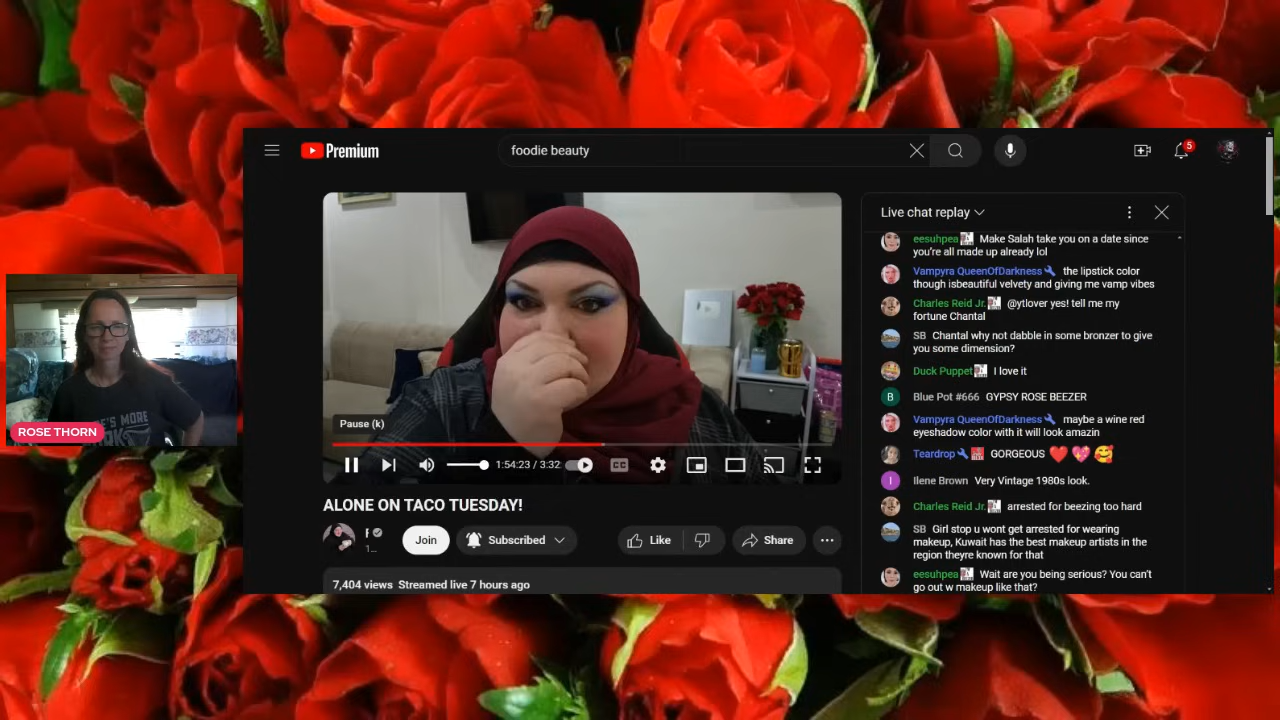 Premium
foodie beauty
5
Live chat replay
eesuhpea Make Salah take you on a date since
you're all made up already lol
Vampyra QueenOfDarkness the lipstick color
though isbeautiful velvety and giving me vamp vibes
Charles Reid Jr. @ytlover yes! tell me my
fortune Chantal
SB Chantal why not dabble in some bronzer to give
you some dimension?
Duck Puppet I love it
B Blue Pot #666 GYPSY ROSE BEEZER
Vampyra QueenOfDarkness maybe a wine red
eyeshadow color with it will look amazin
Teardrop GORGEOUS
I Ilene Brown Very Vintage 1980s look.
Charles Reid Jr. arrested for beezing too hard
SB Girl stop u wont get arrested for wearing
makeup, Kuwait has the best makeup artists in the
region theyre known for that
eesuhpea Wait are you being serious? You can't
go out w makeup like that?
Pause (k)
1:54:23 / 3:32
CC
ALONE ON TACO TUESDAY!
F
1...
Join
Subscribed
Like
Share
7,404 views Streamed live 7 hours ago
ROSE THORN